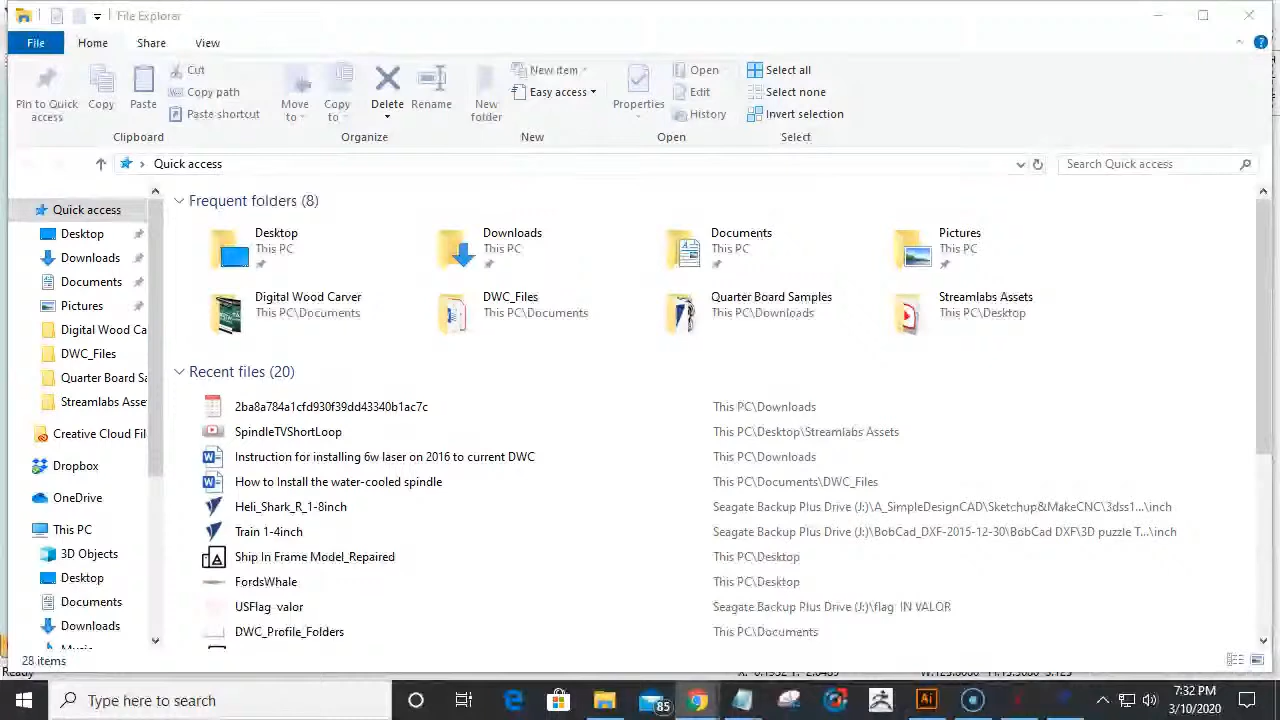 File Explorer
File Home Share View
Pin to Quick access
Copy
Paste
Cut
Copy path
Paste shortcut
Clipboard
Move to
Copy to
Delete
Rename
Organize
New folder
New item
Easy access
New
Properties
Open
Edit
History
Open
Select all
Select none
Invert selection
Select
Quick access
Search Quick access
Quick access
Desktop
Downloads
Documents
Pictures
Digital Wood Ca
DWC_Files
Quarter Board Sa
Streamlabs Asse
Creative Cloud Fil
Dropbox
OneDrive
This PC
3D Objects
Desktop
Documents
Downloads
Frequent folders (8)
Desktop
This PC
Downloads
This PC
Documents
This PC
Pictures
This PC
Digital Wood Carver
This PC\Documents
DWC_Files
This PC\Documents
Quarter Board Samples
This PC\Downloads
Streamlabs Assets
This PC\Desktop
Recent files (20)
2ba8a784a1cfd930f39dd43340b1ac7c This PC\Downloads
SpindleTVShortLoop This PC\Desktop\Streamlabs Assets
Instruction for installing 6w laser on 2016 to current DWC This PC\Downloads
How to Install the water-cooled spindle This PC\Documents\DWC_Files
Heli_Shark_R_1-8inch Seagate Backup Plus Drive (J:)\A_SimpleDesignCAD\Sketchup&MakeCNC\3dss1...\inch
Train 1-4inch Seagate Backup Plus Drive (J:)\BobCad_DXF-2015-12-30\BobCad DXF\3D puzzle T...\inch
Ship In Frame Model_Repaired This PC\Desktop
FordsWhale This PC\Desktop
USFlag valor Seagate Backup Plus Drive (J:)\flag IN VALOR
DWC_Profile_Folders This PC\Documents
28 items
Type here to search
85
Ai
7:32 PM
3/10/2020